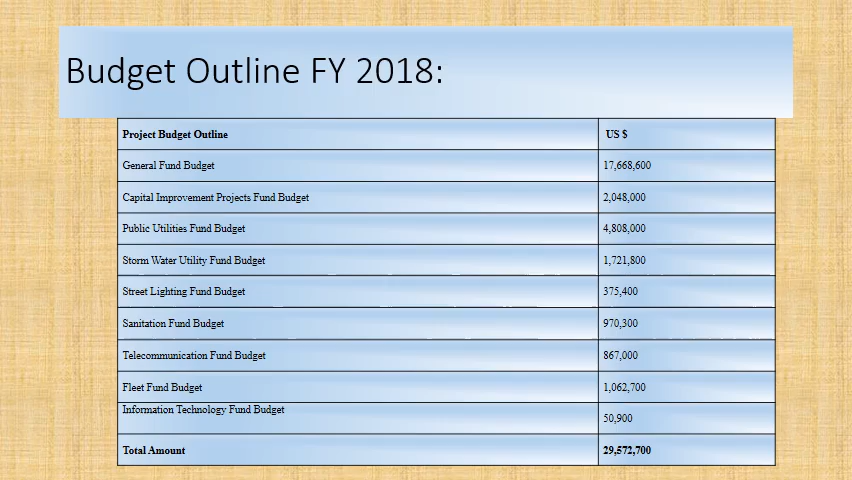 Budget Outline FY 2018:
Project Budget Outline US $
General Fund Budget 17,668,600
Capital Improvement Projects Fund Budget 2,048,000
Public Utilities Fund Budget 4,808,000
Storm Water Utility Fund Budget 1,721,800
Street Lighting Fund Budget 375,400
Sanitation Fund Budget 970,300
Telecommunication Fund Budget 867,000
Fleet Fund Budget 1,062,700
Information Technology Fund Budget 50,900
Total Amount 29,572,700